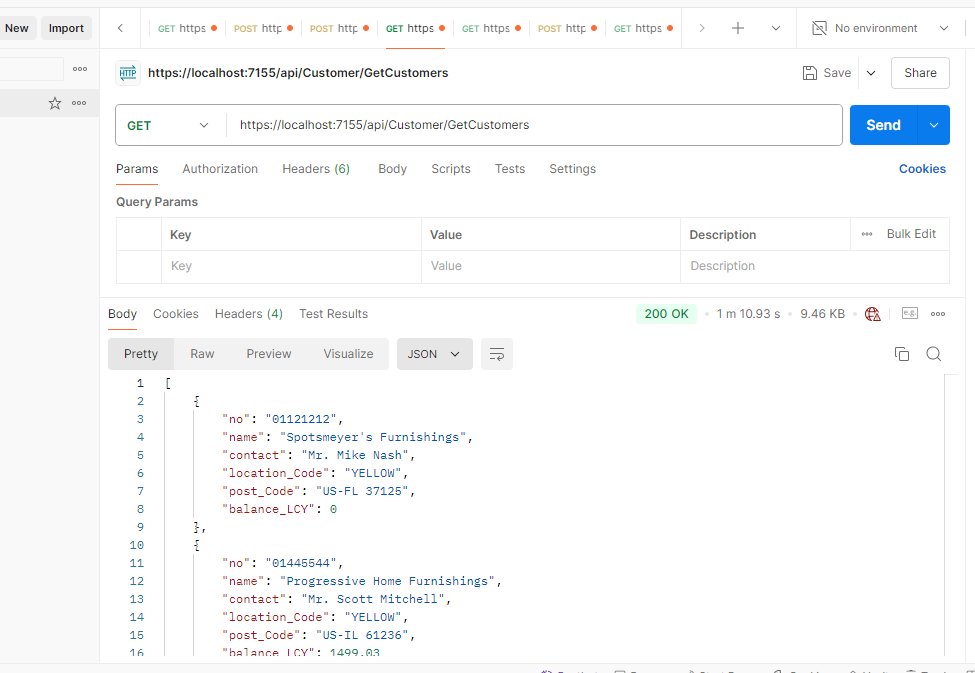 New Import GET https POST http POST http GET https GET https POST http GET https No environment
HTTP https://localhost:7155/api/Customer/GetCustomers Save Share
GET https://localhost:7155/api/Customer/GetCustomers Send
Params Authorization Headers (6) Body Scripts Tests Settings Cookies
Query Params
Key Value Description Bulk Edit
Key Value Description
Body Cookies Headers (4) Test Results 200 OK 1 m 10.93 s 9.46 KB e.g.
Pretty Raw Preview Visualize JSON
1 [
2 {
3 "no": "01121212",
4 "name": "Spotsmeyer's Furnishings",
5 "contact": "Mr. Mike Nash",
6 "location_Code": "YELLOW",
7 "post_Code": "US-FL 37125",
8 "balance_LCY": 0
9 },
10 {
11 "no": "01445544",
12 "name": "Progressive Home Furnishings",
13 "contact": "Mr. Scott Mitchell",
14 "location_Code": "YELLOW",
15 "post_Code": "US-IL 61236",
16 "balance_LCY": 1499.03